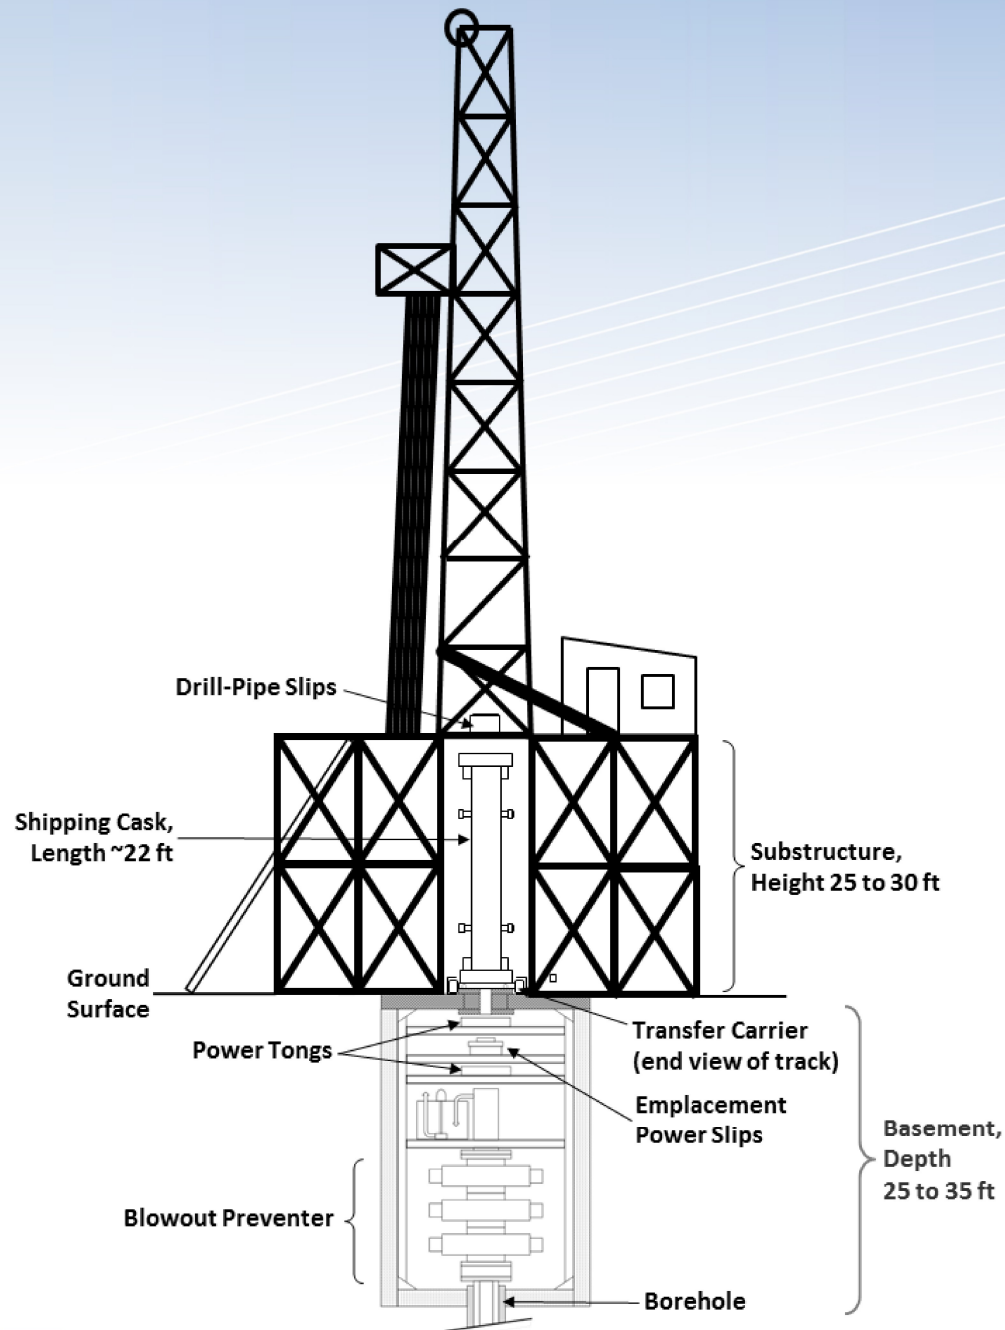 Drill-Pipe Slips
Shipping Cask,
Length ~22 ft
Substructure,
Height 25 to 30 ft
Ground
Surface
Transfer Carrier
(end view of track)
Power Tongs
Emplacement
Power Slips
Basement,
Depth
25 to 35 ft
Blowout Preventer
Borehole